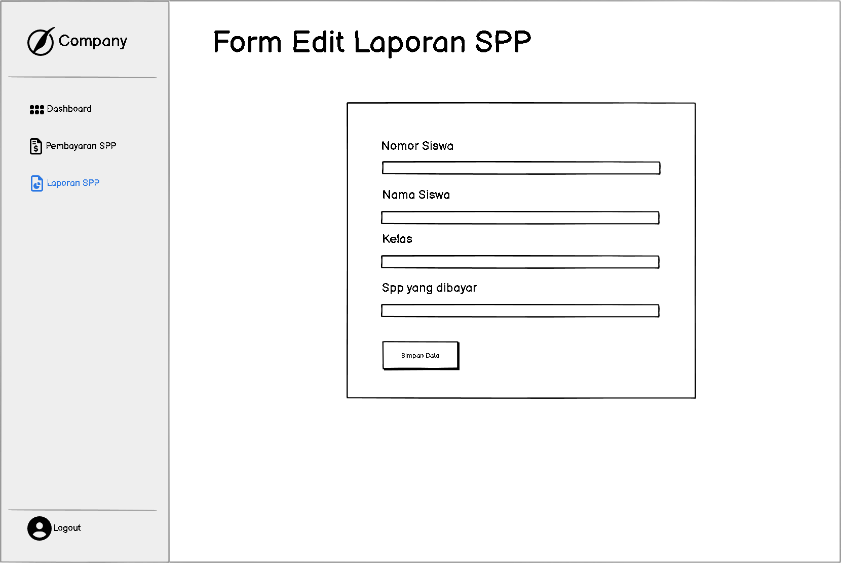 Company
Dashboard
Pembayaran SPP
Laporan SPP
Logout
Form Edit Laporan SPP
Nomor Siswa
Nama Siswa
Kelas
Spp yang dibayar
Simpan Data